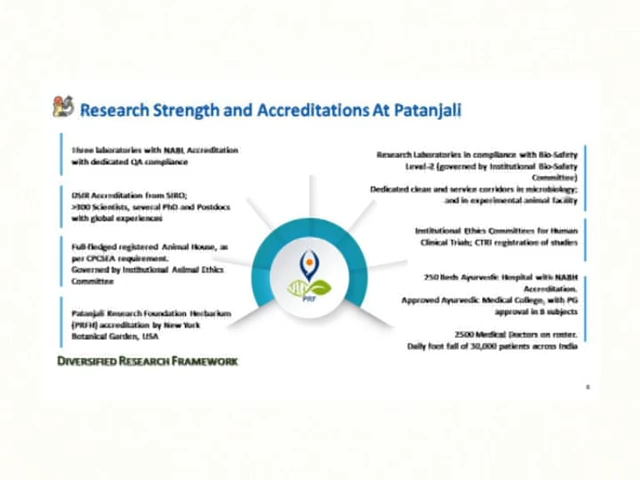 Research Strength and Accreditations At Patanjali
Three laboratories with NABL Accreditation
with dedicated QA compliance
DSIR Accreditation from SIRO;
>300 Scientists, several PhD and Postdocs
with global experiences
Full-fledged registered Animal House, as
per CPCSEA requirement.
Governed by Institutional Animal Ethics
Committee
Patanjali Research Foundation Herbarium
(PRFH) accreditation by New York
Botanical Garden, USA
DIVERSIFIED RESEARCH FRAMEWORK
PRF
Research Laboratories in compliance with Bio-Safety
Level-2 (governed by Institutional Bio-Safety
Committee)
Dedicated clean and service corridors in microbiology;
and in experimental animal facility
Institutional Ethics Committees for Human
Clinical Trials; CTRI registration of studies
250 Beds Ayurvedic Hospital with NABH
Accreditation.
Approved Ayurvedic Medical College, with PG
approval in 8 subjects
2500 Medical Doctors on roster.
Daily foot fall of 30,000 patients across India